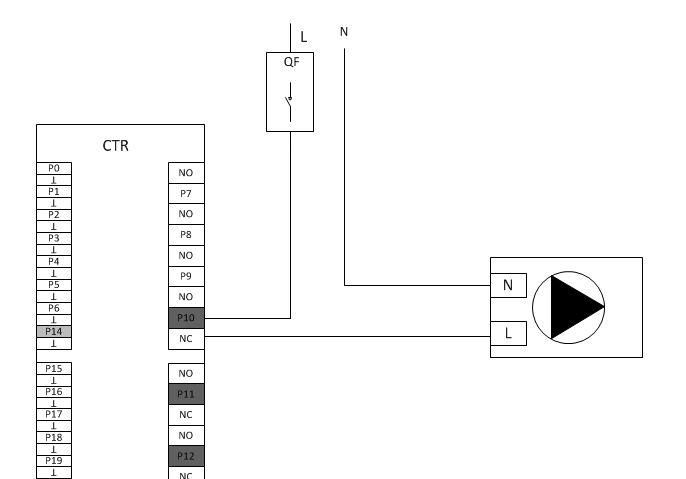 L
N
QF
CTR
P0
⊥
P1
⊥
P2
⊥
P3
⊥
P4
⊥
P5
⊥
P6
⊥
P14
⊥
P15
⊥
P16
⊥
P17
⊥
P18
⊥
P19
⊥
NO
P7
NO
P8
NO
P9
NO
P10
NC
NO
P11
NC
NO
P12
NC
N
L